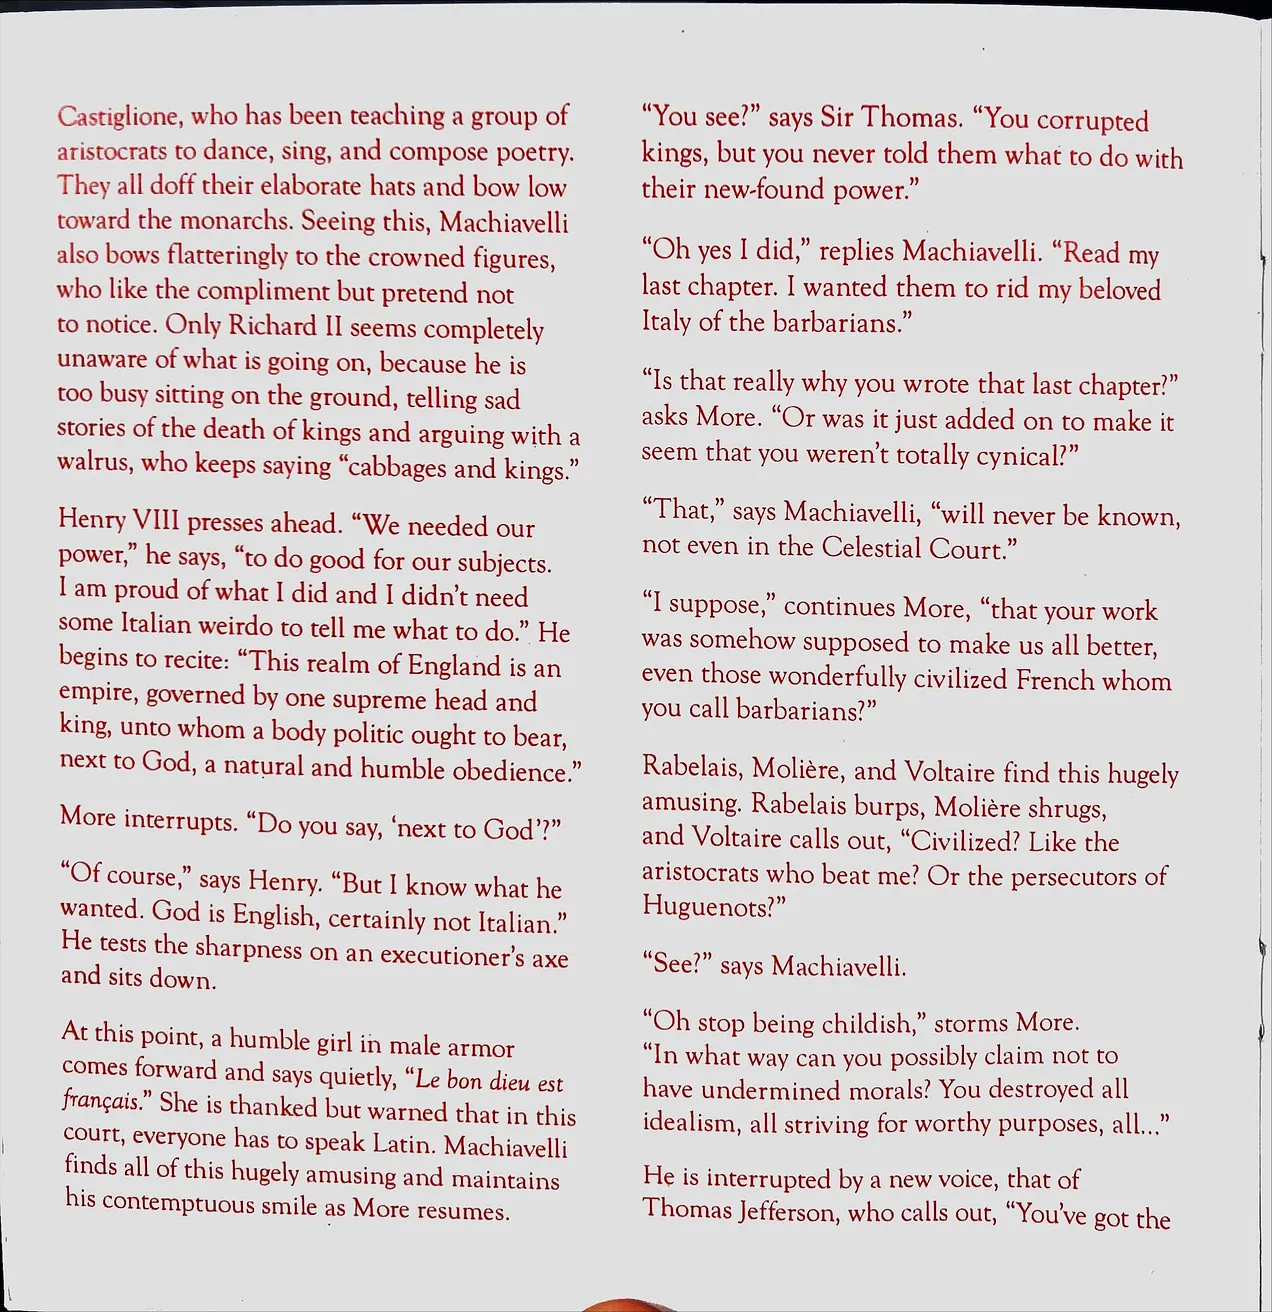 Castiglione, who has been teaching a group of
aristocrats to dance, sing, and compose poetry.
They all doff their elaborate hats and bow low
toward the monarchs. Seeing this, Machiavelli
also bows flatteringly to the crowned figures,
who like the compliment but pretend not
to notice. Only Richard II seems completely
unaware of what is going on, because he is
too busy sitting on the ground, telling sad
stories of the death of kings and arguing with a
walrus, who keeps saying “cabbages and kings.”
Henry VIII presses ahead. “We needed our
power,” he says, “to do good for our subjects.
I am proud of what I did and I didn’t need
some Italian weirdo to tell me what to do.” He
begins to recite: “This realm of England is an
empire, governed by one supreme head and
king, unto whom a body politic ought to bear,
next to God, a natural and humble obedience.”
More interrupts. “Do you say, ‘next to God’?”
“Of course,” says Henry. “But I know what he
wanted. God is English, certainly not Italian.”
He tests the sharpness on an executioner’s axe
and sits down.
At this point, a humble girl in male armor
comes forward and says quietly, “Le bon dieu est
français.” She is thanked but warned that in this
court, everyone has to speak Latin. Machiavelli
finds all of this hugely amusing and maintains
his contemptuous smile as More resumes.
“You see?” says Sir Thomas. “You corrupted
kings, but you never told them what to do with
their new-found power.”
“Oh yes I did,” replies Machiavelli. “Read my
last chapter. I wanted them to rid my beloved
Italy of the barbarians.”
“Is that really why you wrote that last chapter?”
asks More. “Or was it just added on to make it
seem that you weren’t totally cynical?”
“That,” says Machiavelli, “will never be known,
not even in the Celestial Court.”
“I suppose,” continues More, “that your work
was somehow supposed to make us all better,
even those wonderfully civilized French whom
you call barbarians?”
Rabelais, Molière, and Voltaire find this hugely
amusing. Rabelais burps, Molière shrugs,
and Voltaire calls out, “Civilized? Like the
aristocrats who beat me? Or the persecutors of
Huguenots?”
“See?” says Machiavelli.
“Oh stop being childish,” storms More.
“In what way can you possibly claim not to
have undermined morals? You destroyed all
idealism, all striving for worthy purposes, all...”
He is interrupted by a new voice, that of
Thomas Jefferson, who calls out, “You’ve got the